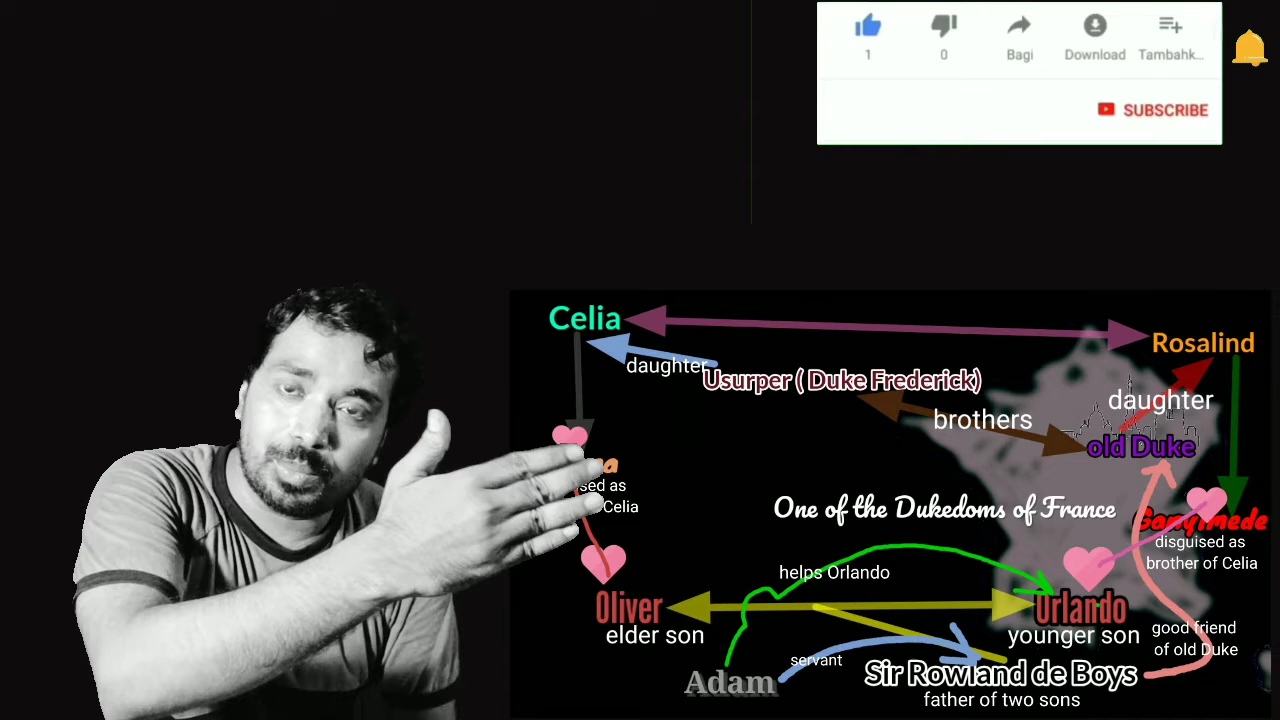 1 0 Bagi Download Tambahk...
SUBSCRIBE
Celia
Rosalind
daughter
Usurper ( Duke Frederick)
daughter
brothers
old Duke
sed as
Celia
One of the Dukedoms of France
Ganymede
disguised as
brother of Celia
helps Orlando
Oliver
elder son
Orlando
younger son
good friend
of old Duke
servant
Adam
Sir Rowland de Boys
father of two sons